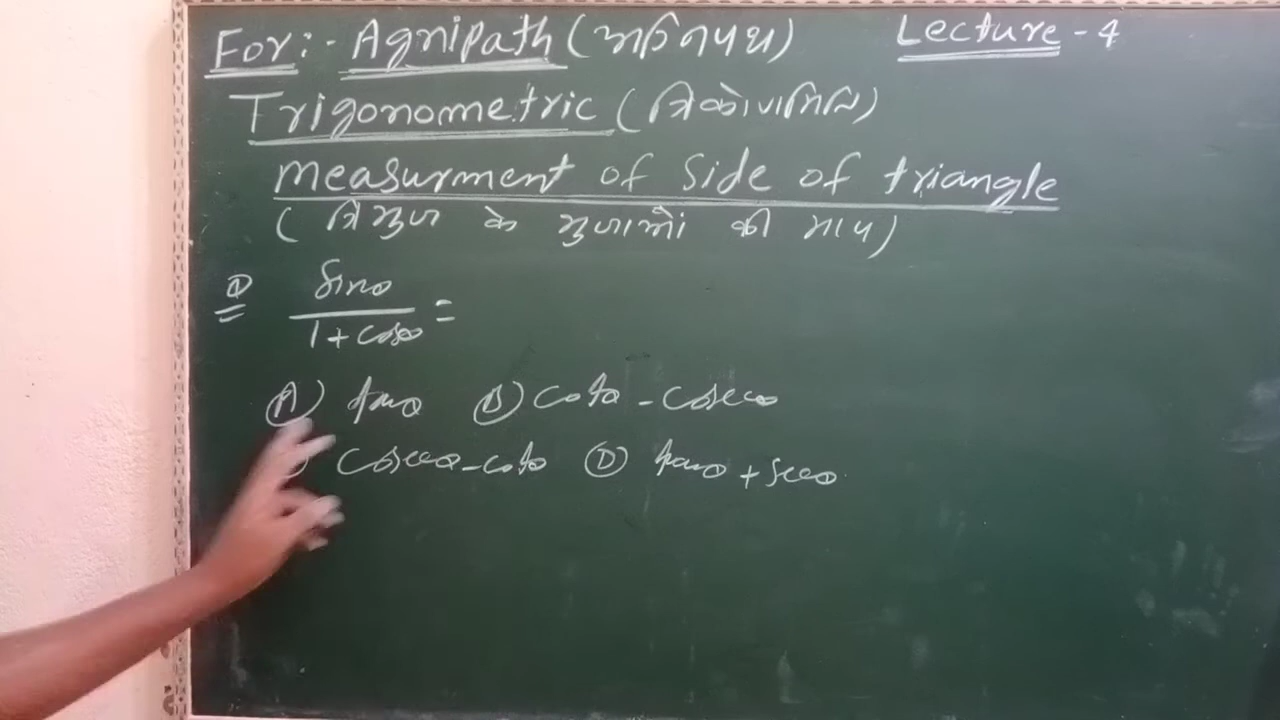 For:- Agnipath (अग्निपथ) Lecture-4
Trigonometric (त्रिकोणमिति)
measurment of side of triangle
(त्रिभुज के भुजाओं की माप)
Q sinθ / 1+cosθ =
Ⓐ tanθ Ⓑ cotθ - cosecθ
cosecθ-cotθ Ⓓ tanθ + secθ